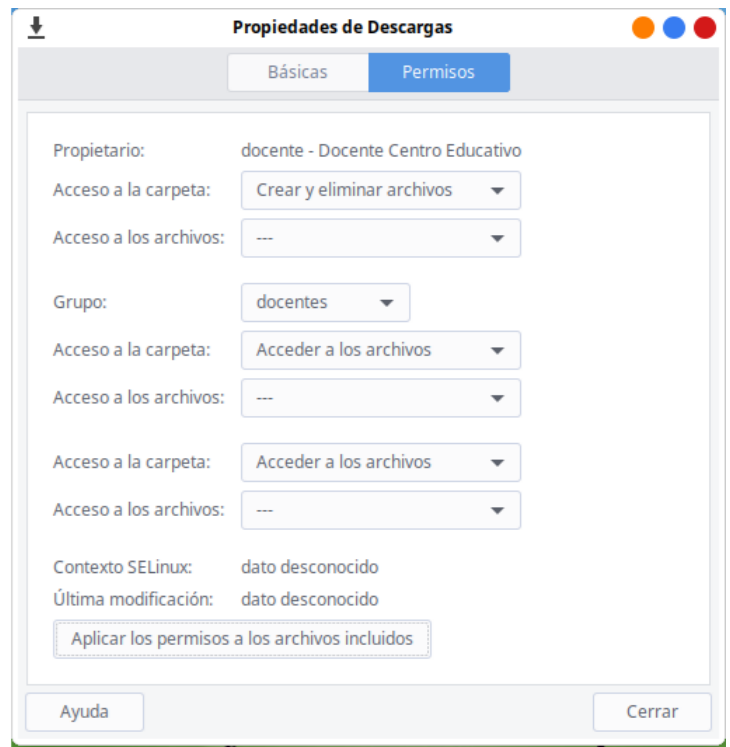 Propiedades de Descargas
Básicas Permisos
Propietario: docente - Docente Centro Educativo
Acceso a la carpeta: Crear y eliminar archivos
Acceso a los archivos: ---
Grupo: docentes
Acceso a la carpeta: Acceder a los archivos
Acceso a los archivos: ---
Acceso a la carpeta: Acceder a los archivos
Acceso a los archivos: ---
Contexto SELinux: dato desconocido
Última modificación: dato desconocido
Aplicar los permisos a los archivos incluidos
Ayuda Cerrar